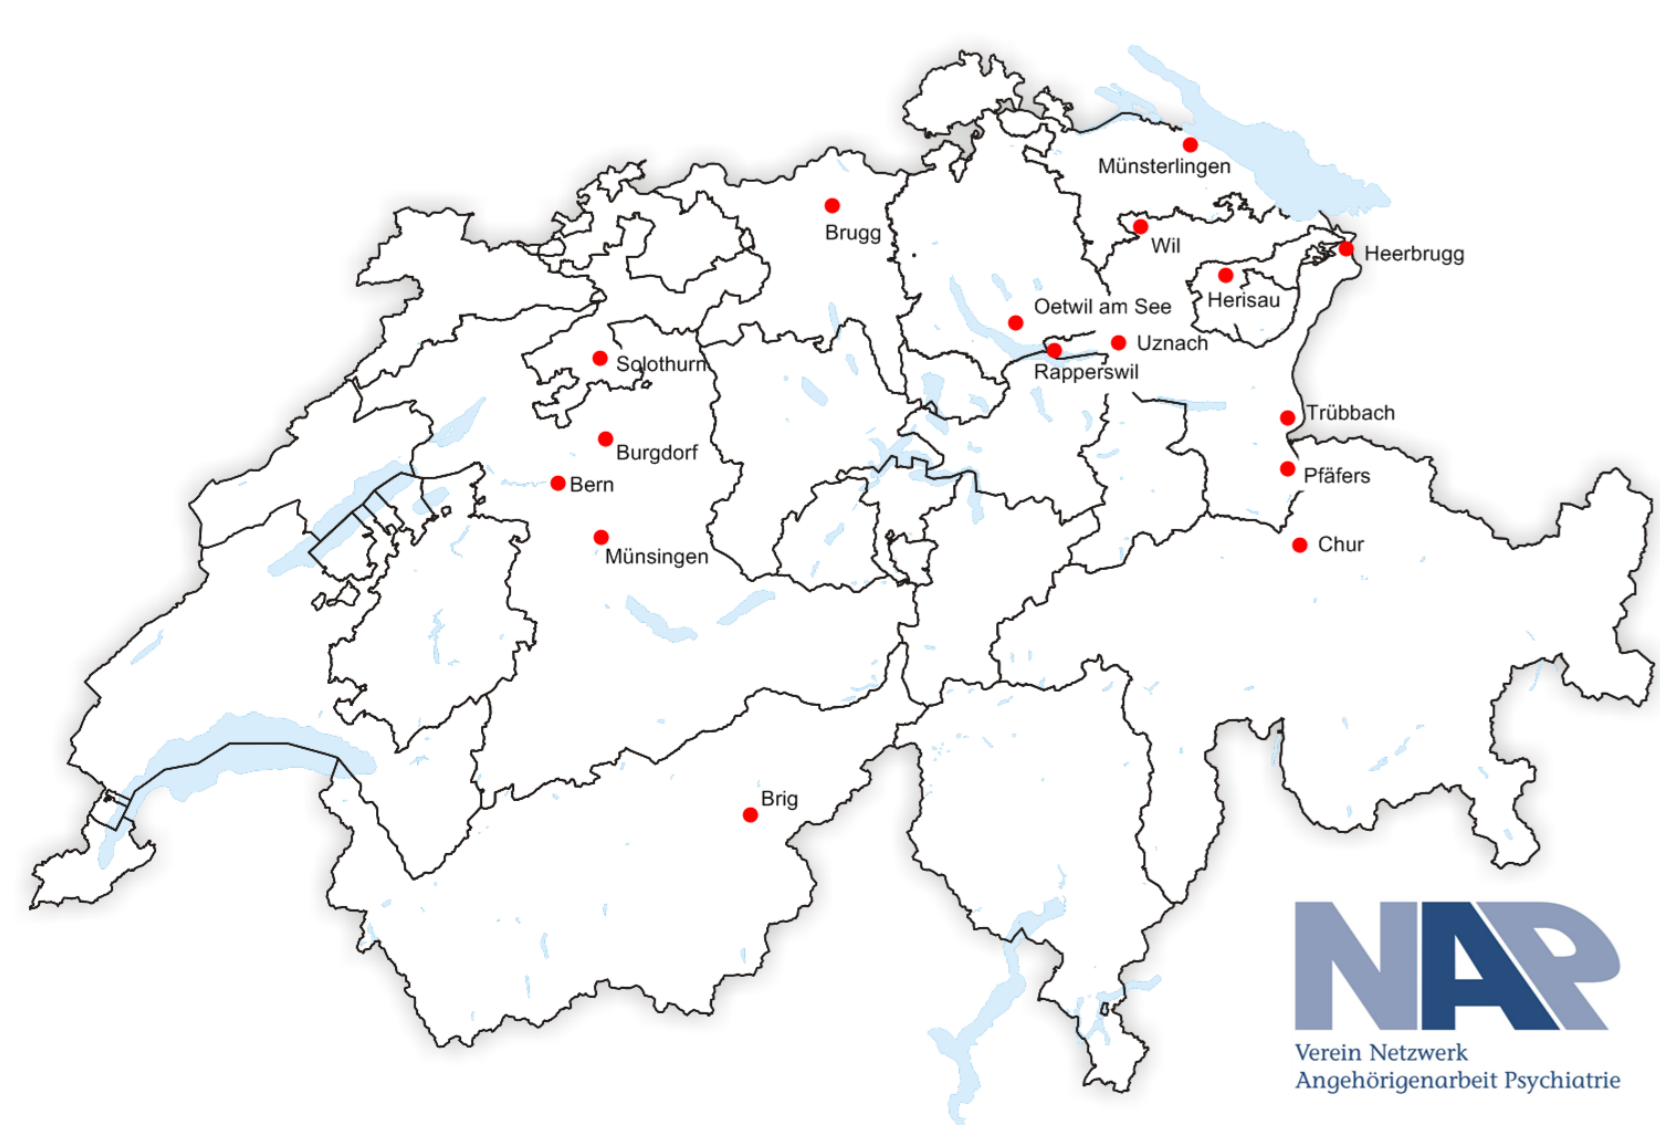 Münsterlingen
Brugg
Wil
Heerbrugg
Herisau
Oetwil am See
Uznach
Solothurn
Rapperswil
Trübbach
Burgdorf
Pfäfers
Bern
Chur
Münsingen
Brig
NAP
Verein Netzwerk
Angehörigenarbeit Psychiatrie